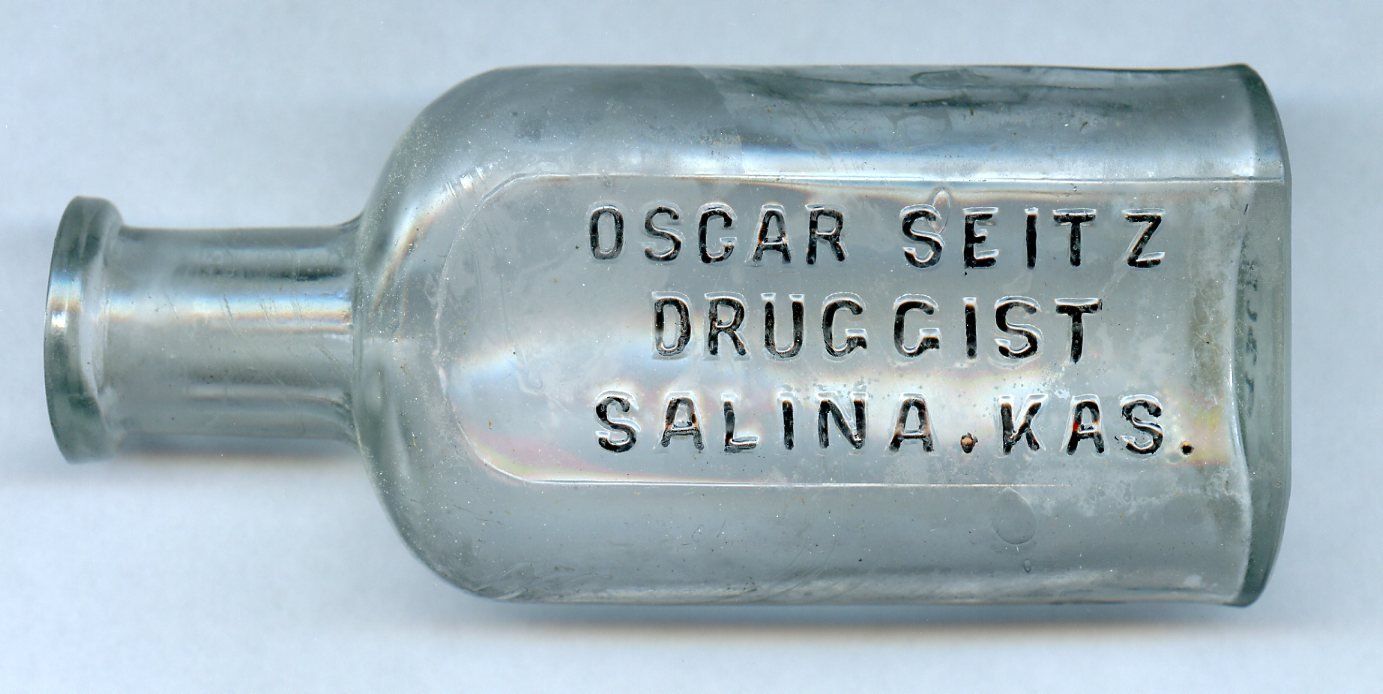 OSCAR SEITZ
DRUGGIST
SALINA.KAS.